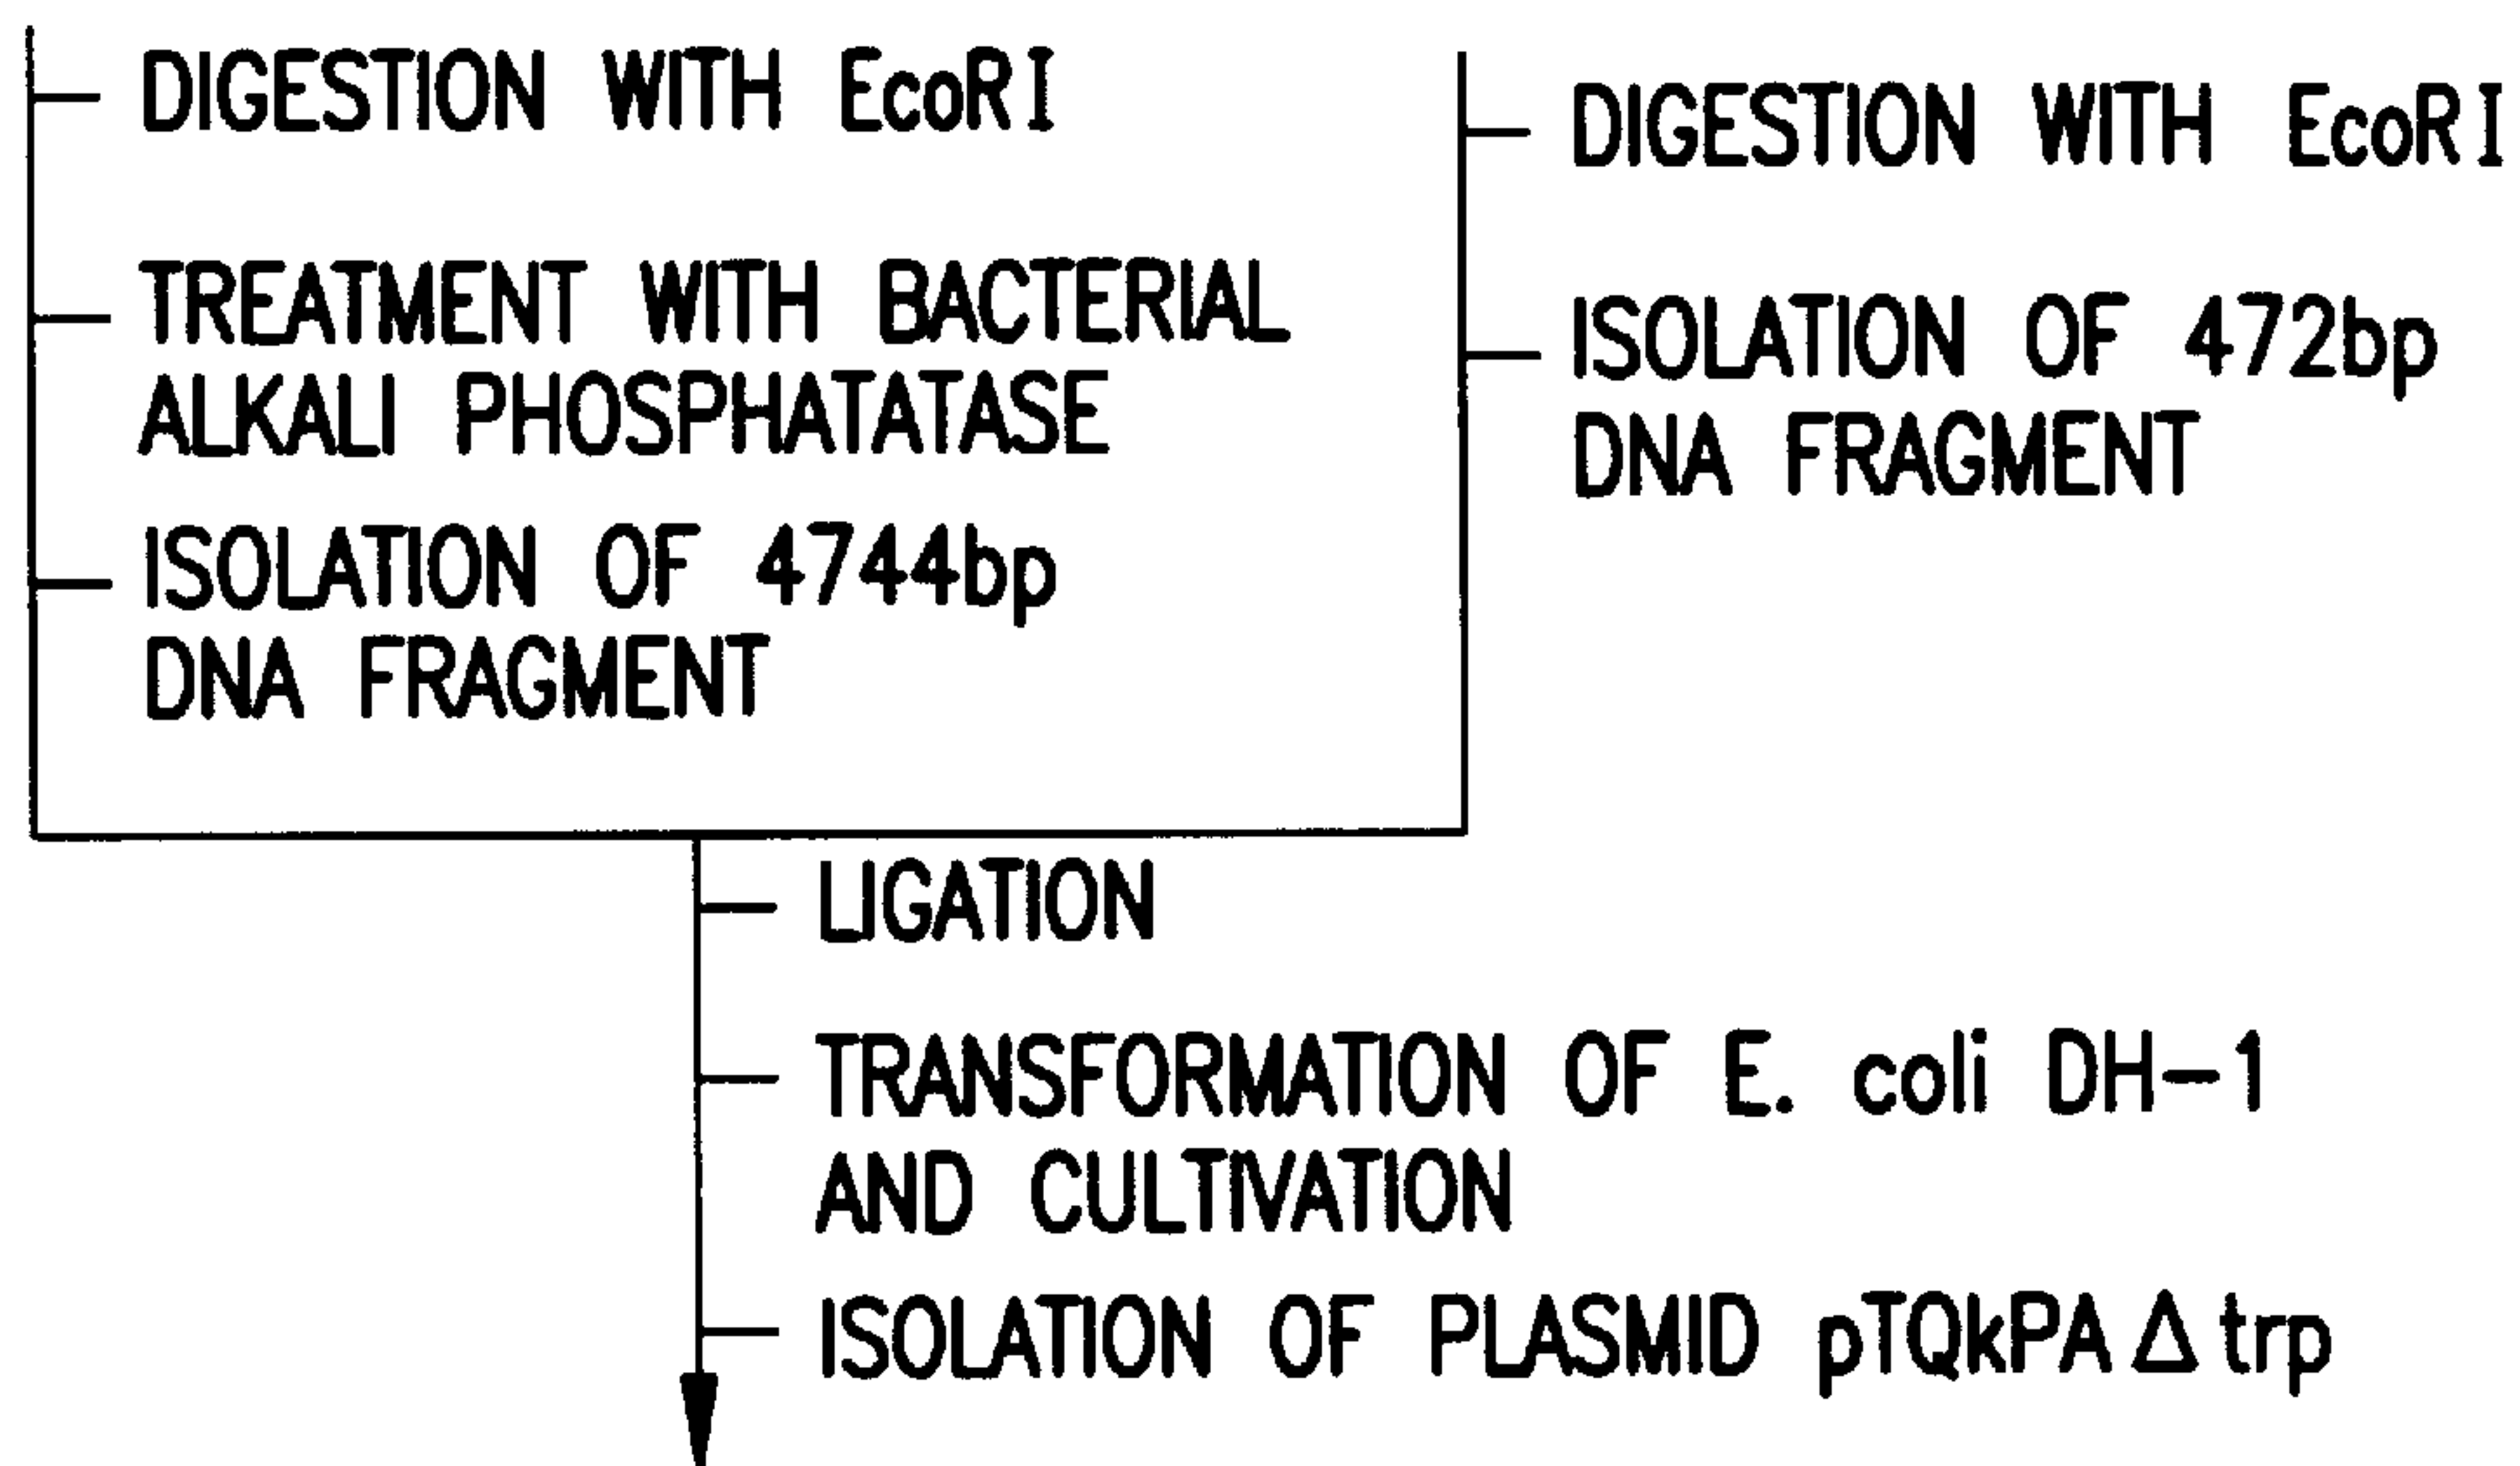 DIGESTION WITH EcoRI
TREATMENT WITH BACTERIAL
ALKALI PHOSPHATATASE
ISOLATION OF 4744bp
DNA FRAGMENT
DIGESTION WITH EcoRI
ISOLATION OF 472bp
DNA FRAGMENT
LIGATION
TRANSFORMATION OF E. coli DH-1
AND CULTIVATION
ISOLATION OF PLASMID pTQkPAΔtrp